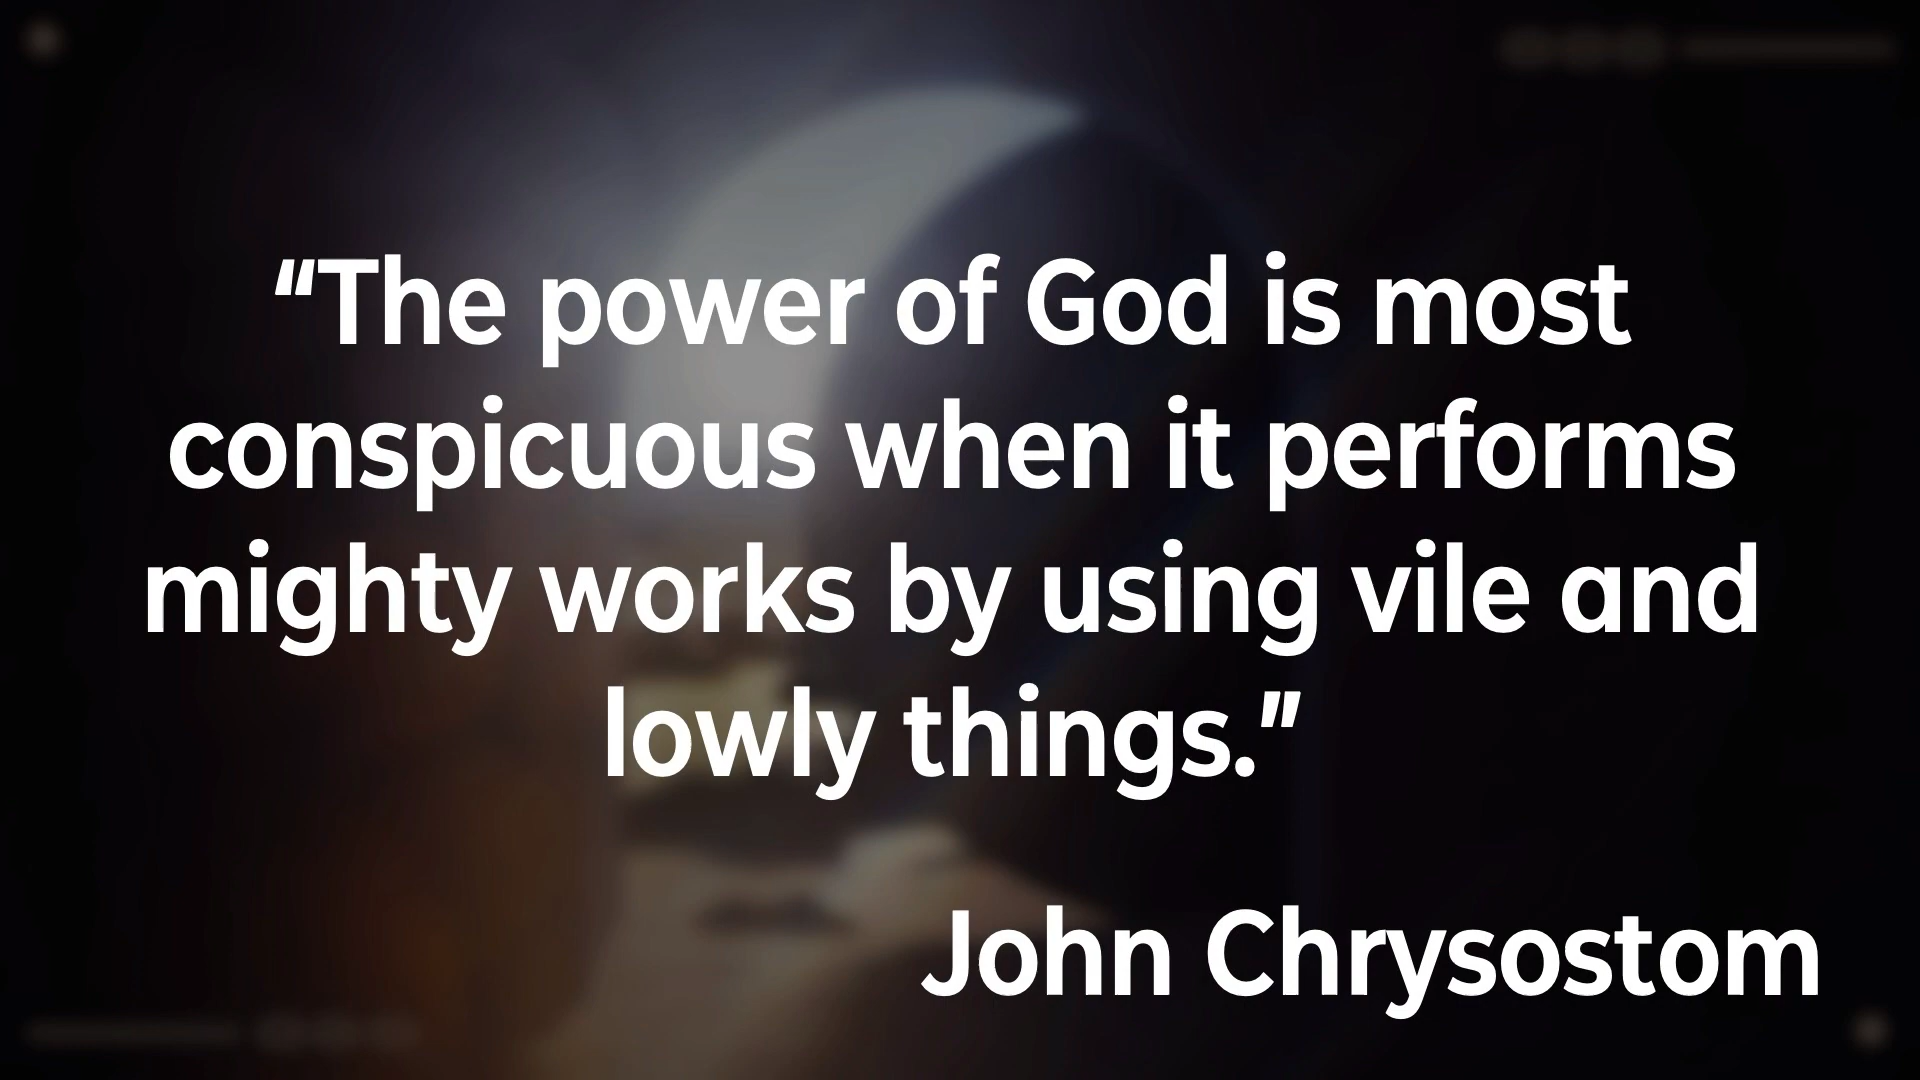 “The power of God is most
conspicuous when it performs
mighty works by using vile and
lowly things.”
John Chrysostom